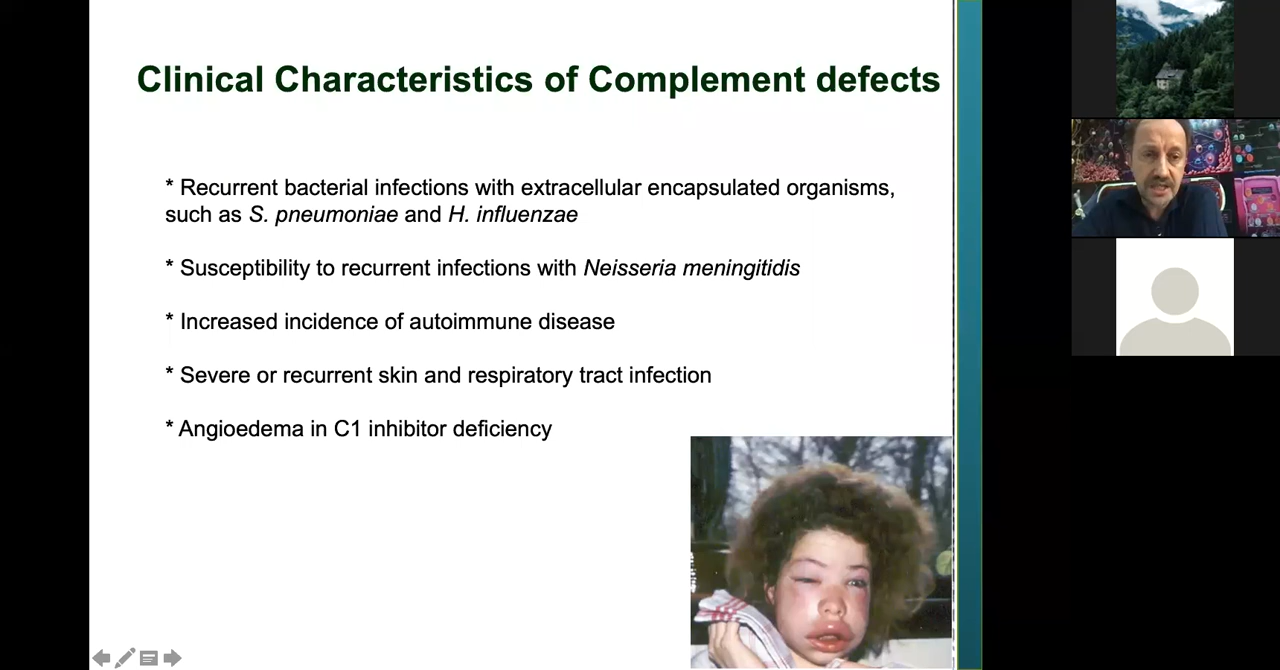 Clinical Characteristics of Complement defects
* Recurrent bacterial infections with extracellular encapsulated organisms,
such as S. pneumoniae and H. influenzae
* Susceptibility to recurrent infections with Neisseria meningitidis
* Increased incidence of autoimmune disease
* Severe or recurrent skin and respiratory tract infection
* Angioedema in C1 inhibitor deficiency